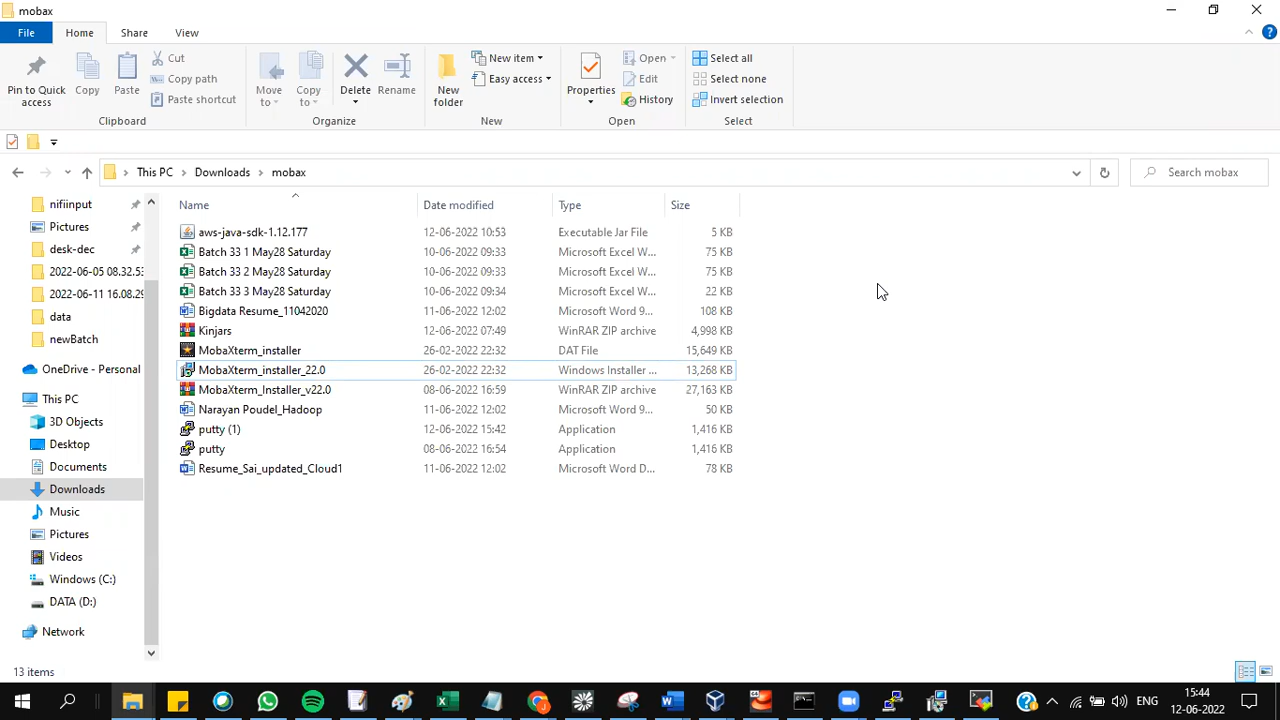 mobax
File Home Share View
Pin to Quick access
Copy
Paste
Cut
Copy path
Paste shortcut
Clipboard
Move to
Copy to
Delete
Rename
Organize
New folder
New item
Easy access
New
Properties
Open
Edit
History
Open
Select all
Select none
Invert selection
Select
This PC Downloads mobax
Search mobax
nifiinput
Pictures
desk-dec
2022-06-05 08.32.53
2022-06-11 16.08.29
data
newBatch
OneDrive - Personal
This PC
3D Objects
Desktop
Documents
Downloads
Music
Pictures
Videos
Windows (C:)
DATA (D:)
Network
Name Date modified Type Size
aws-java-sdk-1.12.177 12-06-2022 10:53 Executable Jar File 5 KB
Batch 33 1 May28 Saturday 10-06-2022 09:33 Microsoft Excel W... 75 KB
Batch 33 2 May28 Saturday 10-06-2022 09:33 Microsoft Excel W... 75 KB
Batch 33 3 May28 Saturday 10-06-2022 09:34 Microsoft Excel W... 22 KB
Bigdata Resume_11042020 11-06-2022 12:02 Microsoft Word 9... 108 KB
Kinjars 12-06-2022 07:49 WinRAR ZIP archive 4,998 KB
MobaXterm_installer 26-02-2022 22:32 DAT File 15,649 KB
MobaXterm_installer_22.0 26-02-2022 22:32 Windows Installer ... 13,268 KB
MobaXterm_Installer_v22.0 08-06-2022 16:59 WinRAR ZIP archive 27,163 KB
Narayan Poudel_Hadoop 11-06-2022 12:02 Microsoft Word 9... 50 KB
putty (1) 12-06-2022 15:42 Application 1,416 KB
putty 08-06-2022 16:54 Application 1,416 KB
Resume_Sai_updated_Cloud1 11-06-2022 12:02 Microsoft Word D... 78 KB
13 items
ENG
15:44
12-06-2022